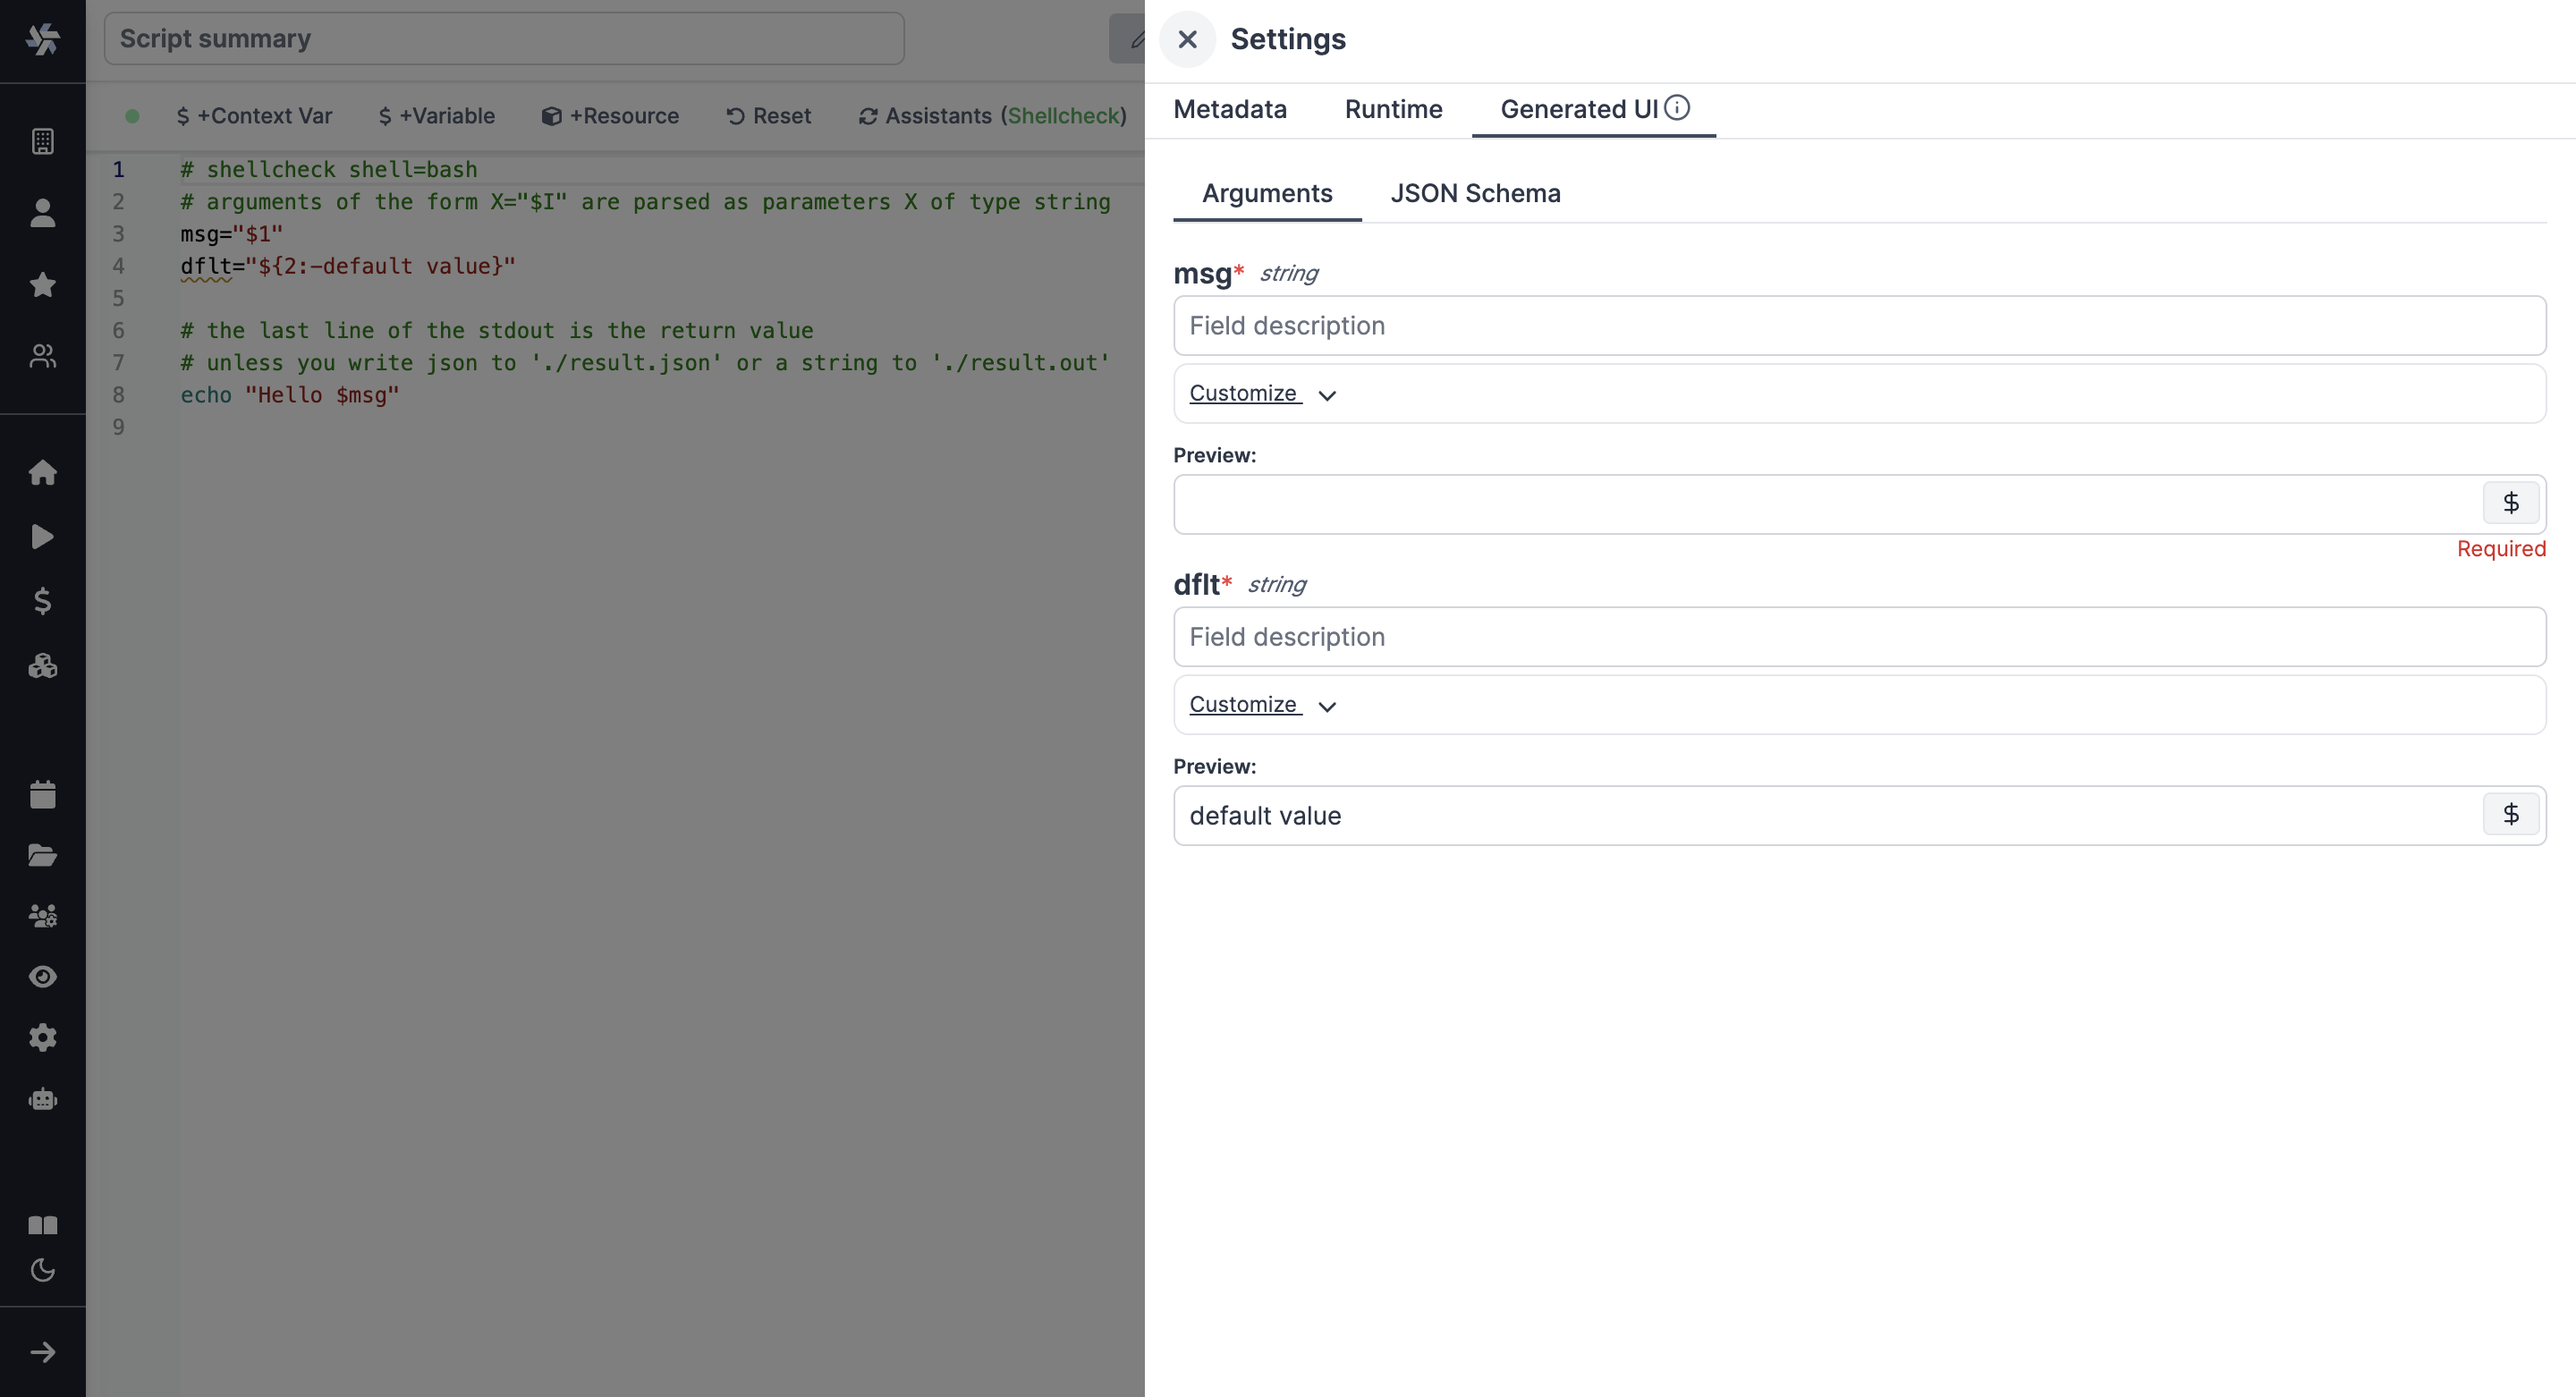 Script summary
$ +Context Var
$ +Variable
+Resource
Reset
Assistants (Shellcheck)
1 # shellcheck shell=bash
2 # arguments of the form X="$I" are parsed as parameters X of type string
3 msg="$1"
4 dflt="${2:-default value}"
5
6 # the last line of the stdout is the return value
7 # unless you write json to './result.json' or a string to './result.out'
8 echo "Hello $msg"
9
Settings
Metadata
Runtime
Generated UI
Arguments
JSON Schema
msg* string
Field description
Customize
Preview:
$
Required
dflt* string
Field description
Customize
Preview:
default value
$